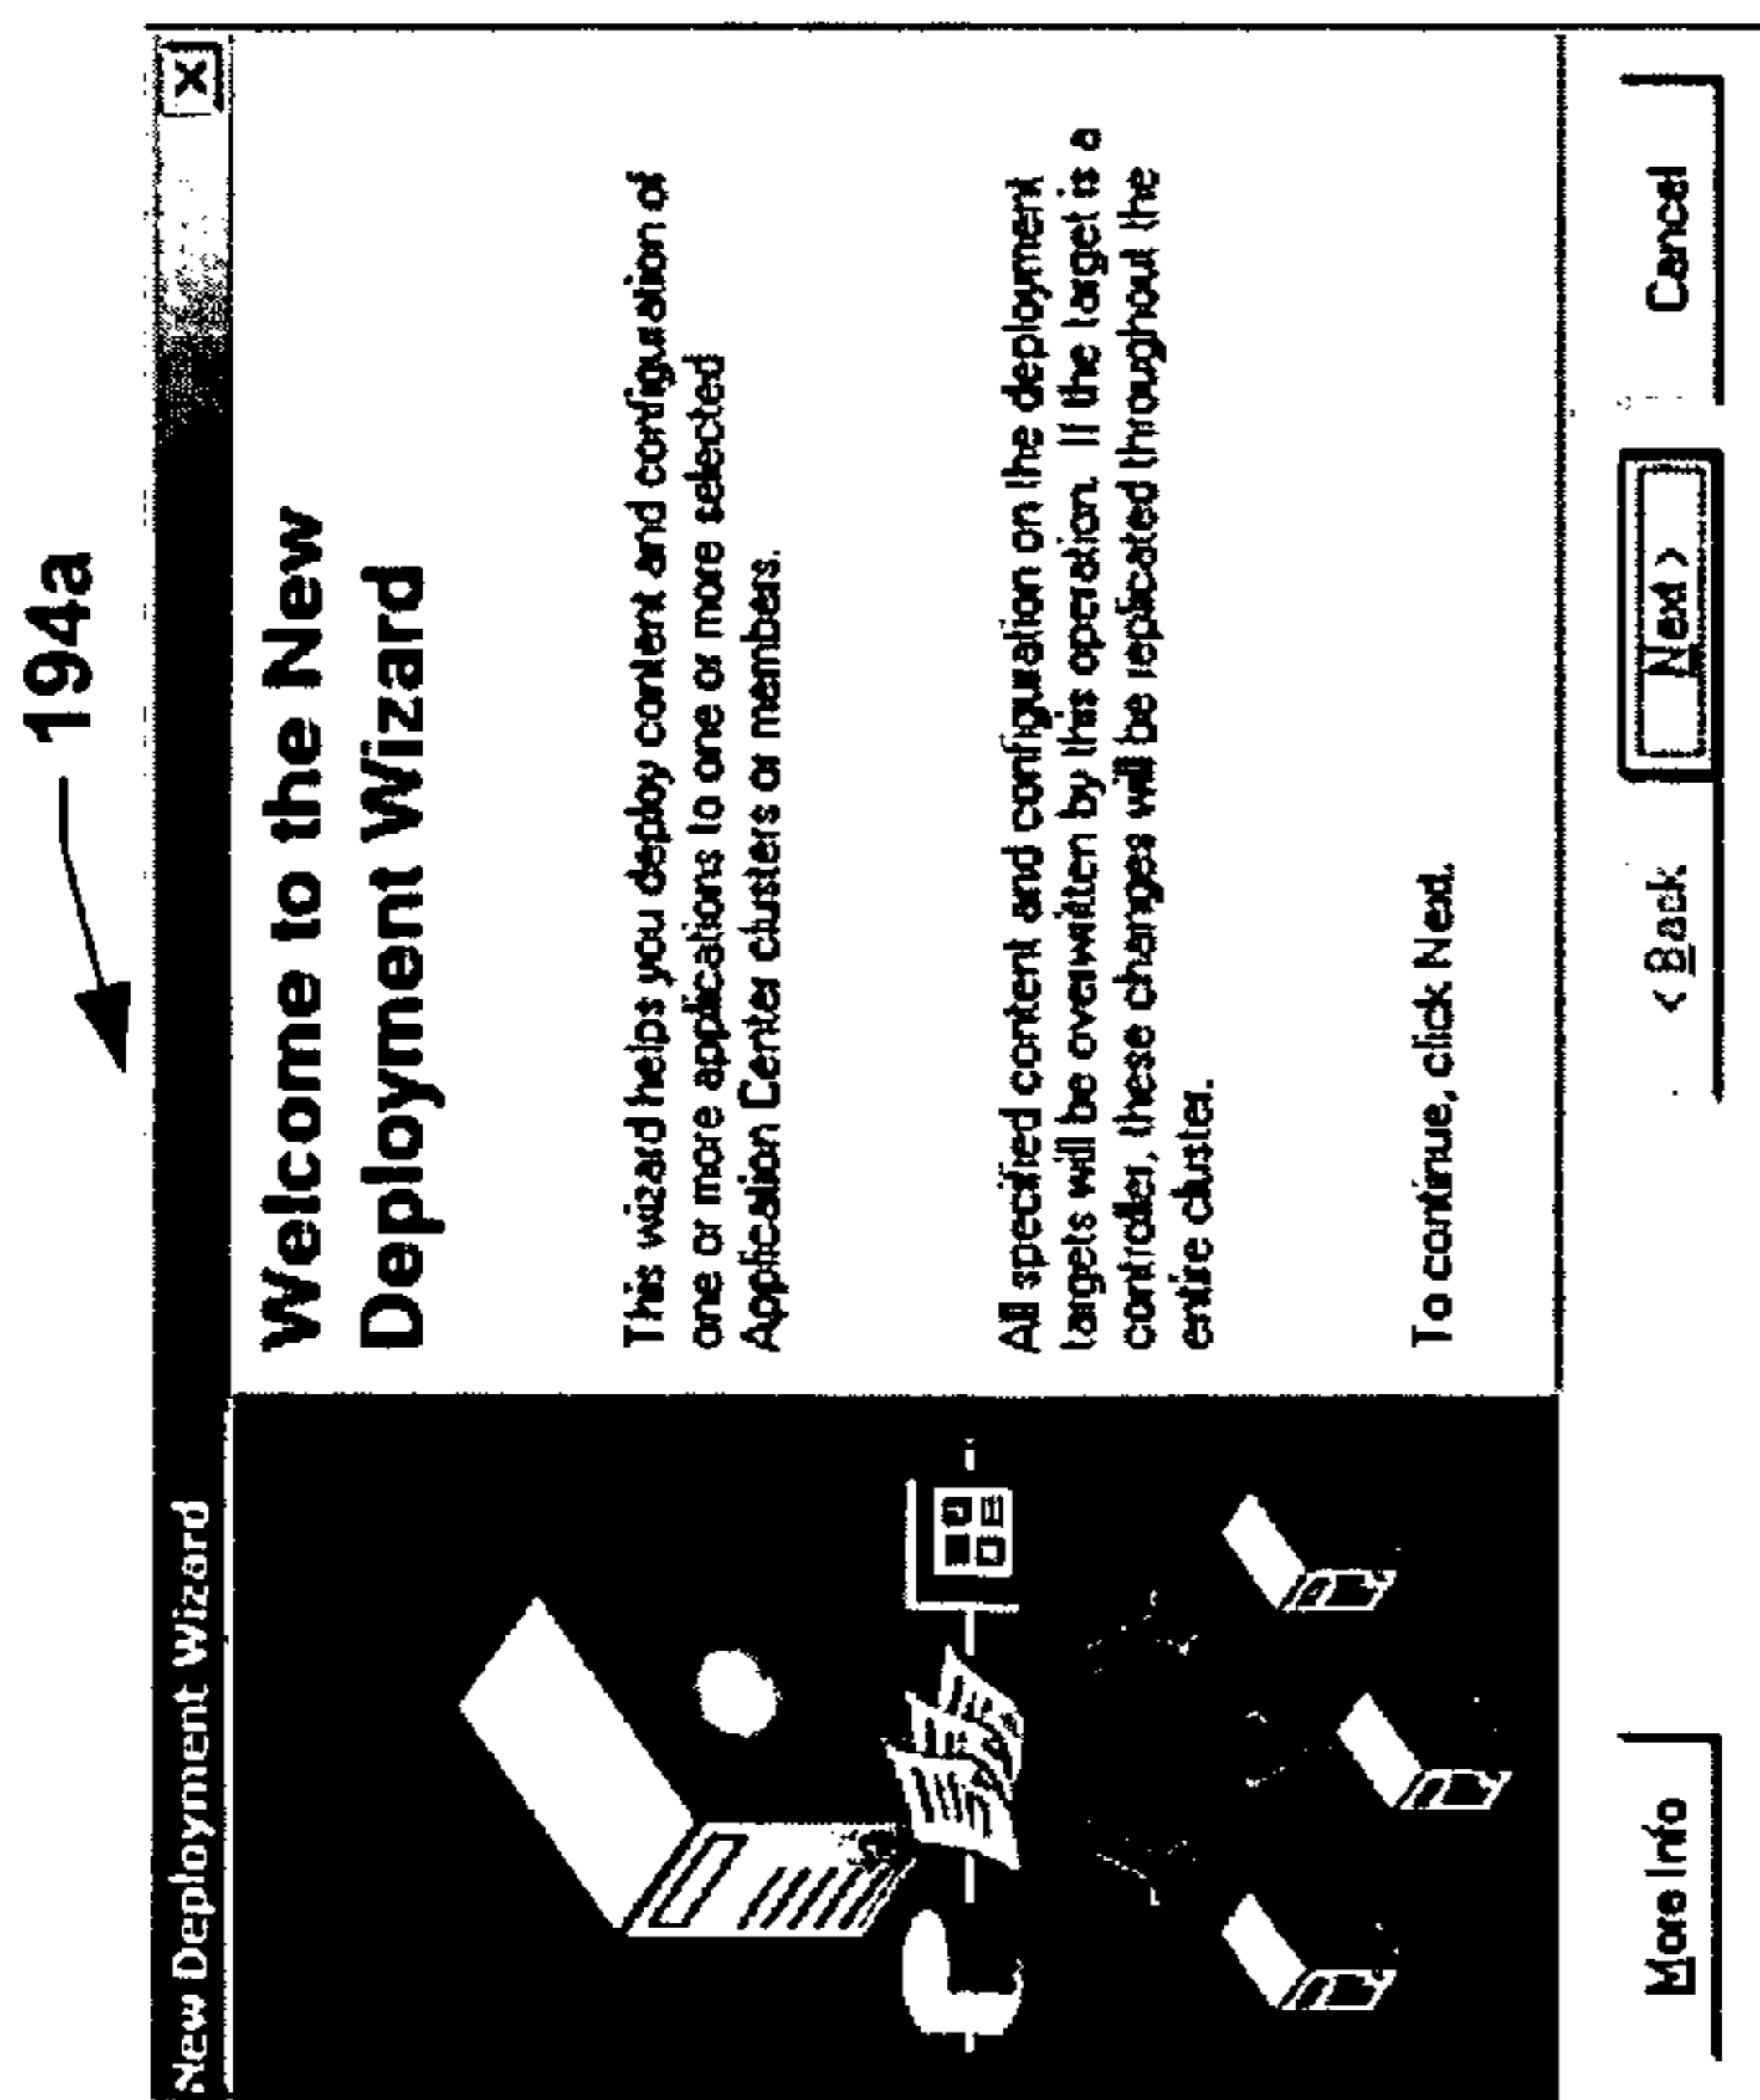 194a
New Deployment Wizard
Welcome to the New
Deployment Wizard
This wizard helps you deploy content and configuration of
one or more applications to one or more selected
Application Center clusters or members.
All specified content and configuration on the deployment
targets will be overwritten by this operation. If the target is a
controller, these changes will be replicated throughout the
entire cluster.
To continue, click Next.
More Info
< Back
Next >
Cancel